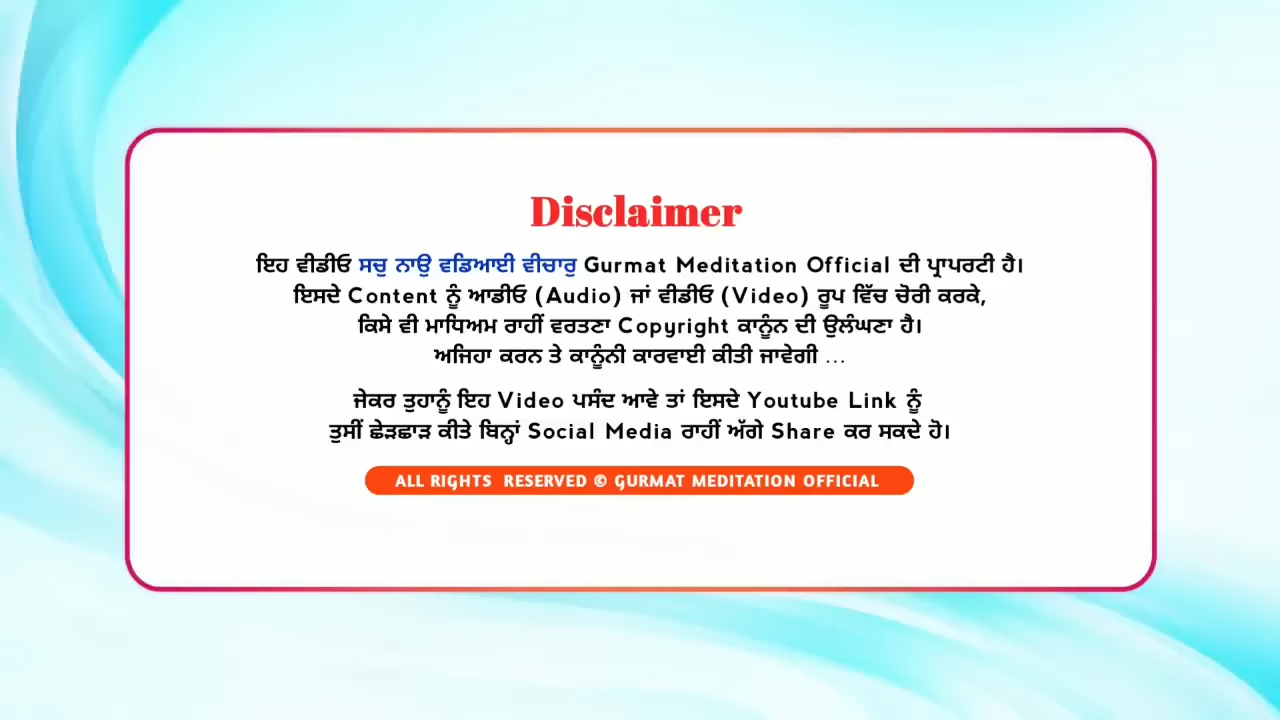 Disclaimer
ਇਹ ਵੀਡੀਓ ਸਚੁ ਨਾਉ ਵਡਿਆਈ ਵੀਚਾਰੁ Gurmat Meditation Official ਦੀ ਪ੍ਰਾਪਰਟੀ ਹੈ।
ਇਸਦੇ Content ਨੂੰ ਆਡੀਓ (Audio) ਜਾਂ ਵੀਡੀਓ (Video) ਰੂਪ ਵਿੱਚ ਚੋਰੀ ਕਰਕੇ,
ਕਿਸੇ ਵੀ ਮਾਧਿਅਮ ਰਾਹੀਂ ਵਰਤਣਾ Copyright ਕਾਨੂੰਨ ਦੀ ਉਲੰਘਣਾ ਹੈ।
ਅਜਿਹਾ ਕਰਨ ਤੇ ਕਾਨੂੰਨੀ ਕਾਰਵਾਈ ਕੀਤੀ ਜਾਵੇਗੀ ...
ਜੇਕਰ ਤੁਹਾਨੂੰ ਇਹ Video ਪਸੰਦ ਆਵੇ ਤਾਂ ਇਸਦੇ Youtube Link ਨੂੰ
ਤੁਸੀਂ ਛੇੜਛਾੜ ਕੀਤੇ ਬਿਨ੍ਹਾਂ Social Media ਰਾਹੀਂ ਅੱਗੇ Share ਕਰ ਸਕਦੇ ਹੋ।
ALL RIGHTS RESERVED © GURMAT MEDITATION OFFICIAL